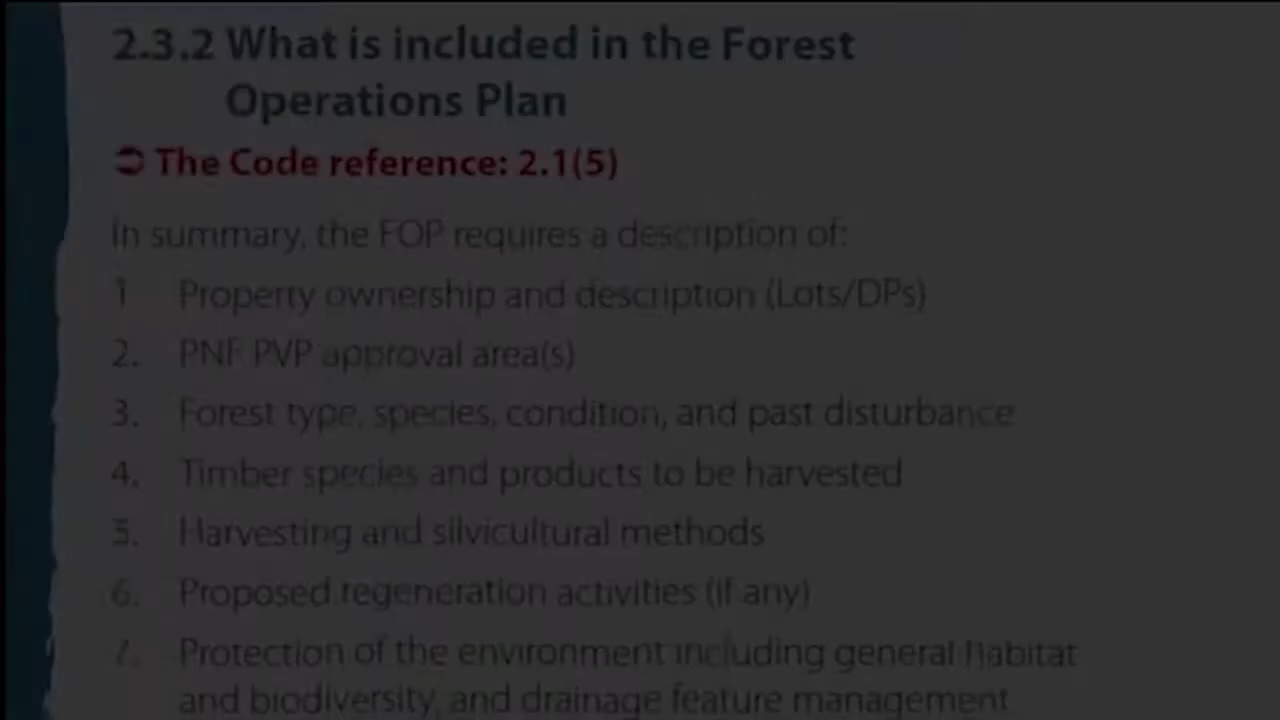 2.3.2 What is included in the Forest
Operations Plan
➲ The Code reference: 2.1(5)
In summary, the FOP requires a description of:
1 Property ownership and description (Lots/DPs)
2. PNF PVP approval area(s)
3. Forest type, species, condition, and past disturbance
4. Timber species and products to be harvested
5. Harvesting and silvicultural methods
6. Proposed regeneration activities (if any)
7. Protection of the environment including general habitat
and biodiversity, and drainage feature management